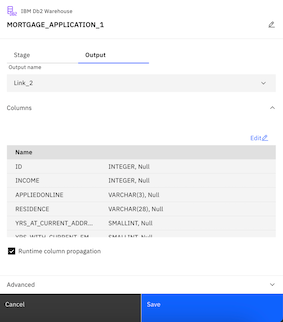 IBM Db2 Warehouse
MORTGAGE_APPLICATION_1
Stage Output
Output name
Link_2
Columns
Edit
Name
ID INTEGER, Null
INCOME INTEGER, Null
APPLIEDONLINE VARCHAR(3), Null
RESIDENCE VARCHAR(28), Null
YRS_AT_CURRENT_ADDR... SMALLINT, Null
YRS_WITH_CURRENT_EM... SMALLINT, Null
Runtime column propagation
Advanced
Cancel Save